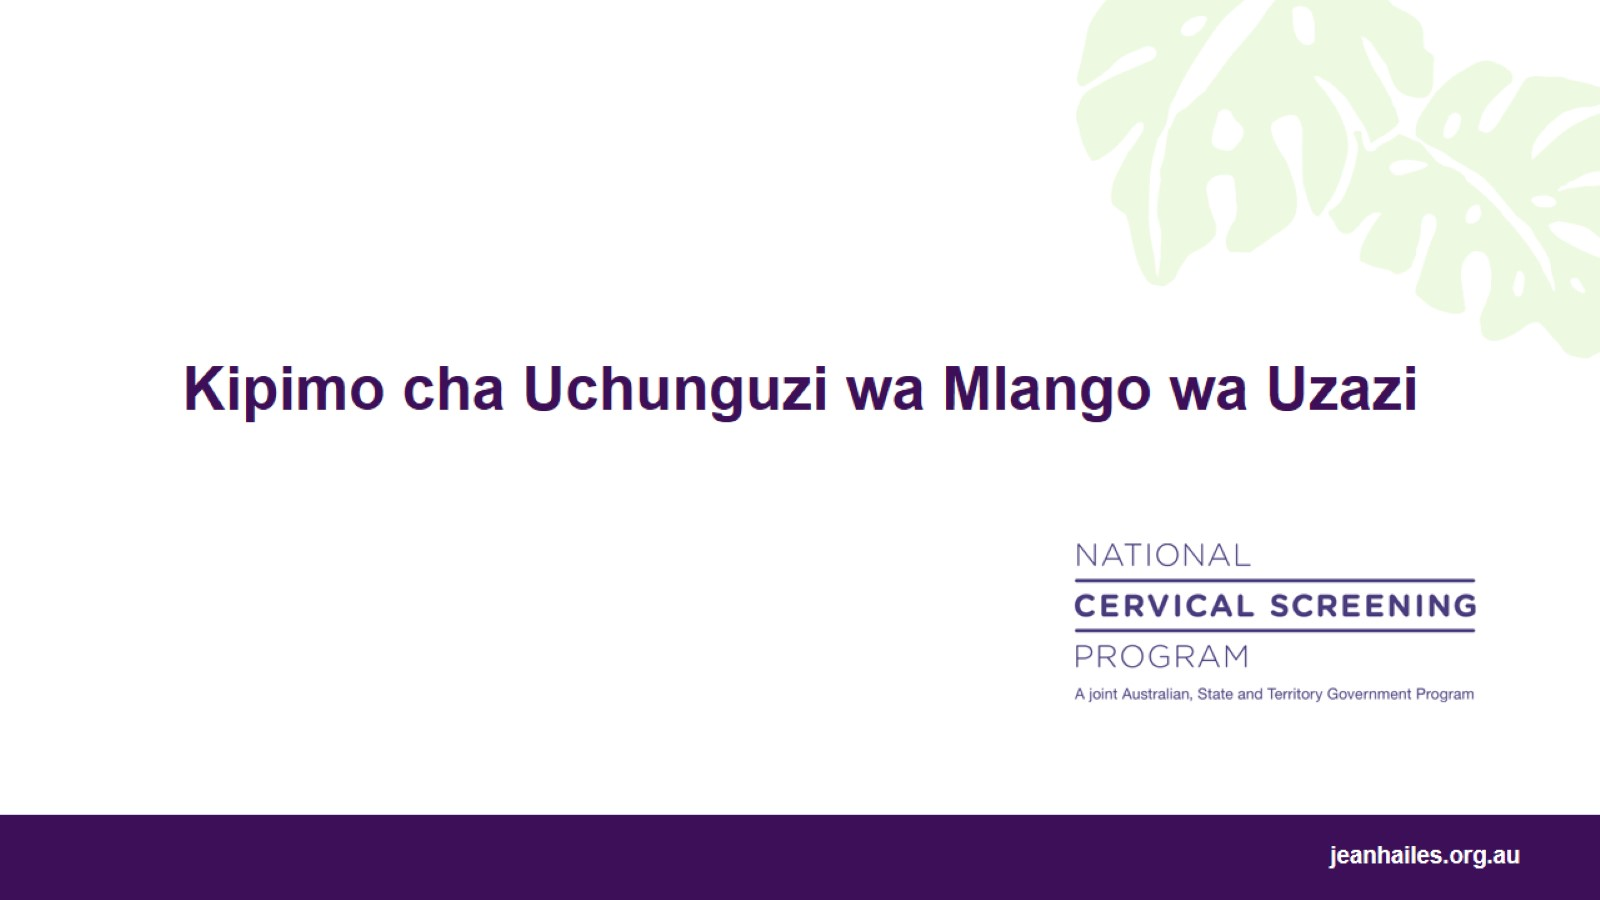 Kipimo cha Uchunguzi wa Mlango wa Uzazi
NATIONAL
CERVICAL SCREENING
PROGRAM
A joint Australian, State and Territory Government Program
jeanhailes.org.au